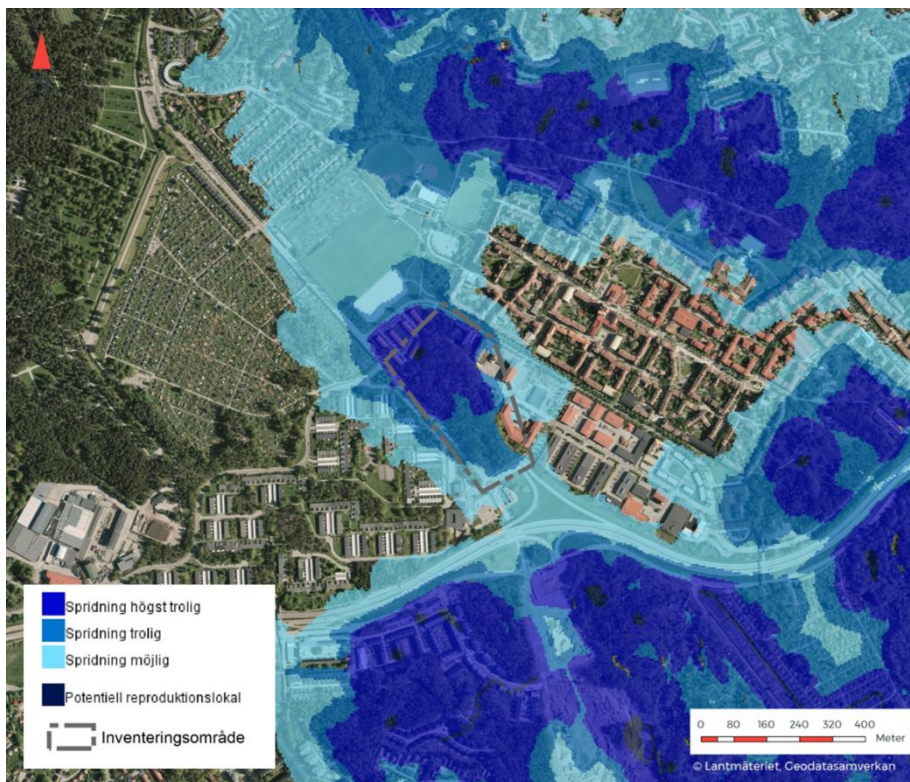 Spridning högst trolig
Spridning trolig
Spridning möjlig
Potentiell reproduktionslokal
Inventeringsområde
0 80 160 240 320 400
Meter
© Lantmäteriet, Geodatasamverkan